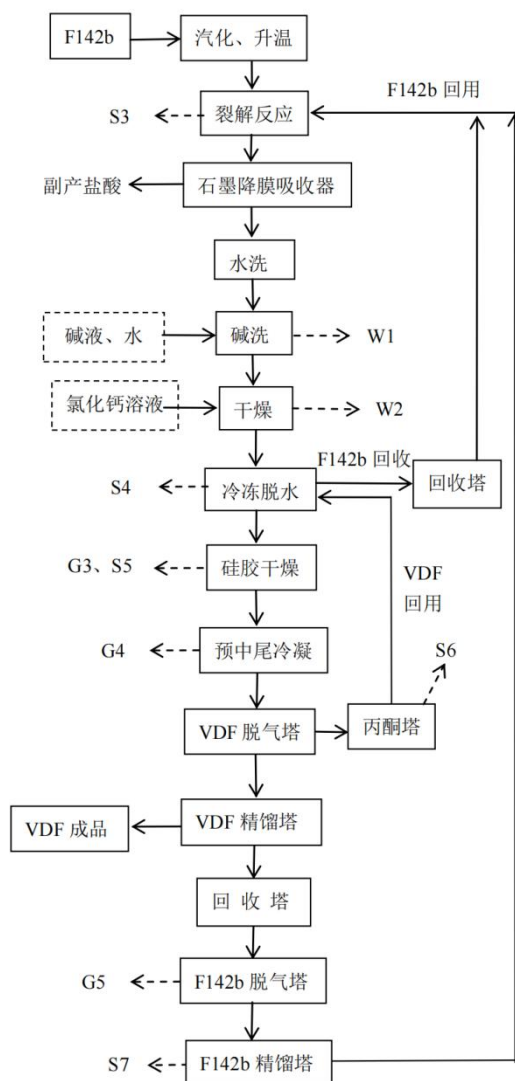 F142b
汽化、升温
F142b 回用
S3
裂解反应
副产盐酸
石墨降膜吸收器
水洗
碱液、水
碱洗
W1
氯化钙溶液
干燥
W2
F142b 回收
S4
冷冻脱水
回收塔
G3、S5
硅胶干燥
VDF
回用
G4
预中尾冷凝
S6
VDF 脱气塔
丙酮塔
VDF 成品
VDF 精馏塔
回 收 塔
G5
F142b 脱气塔
S7
F142b 精馏塔